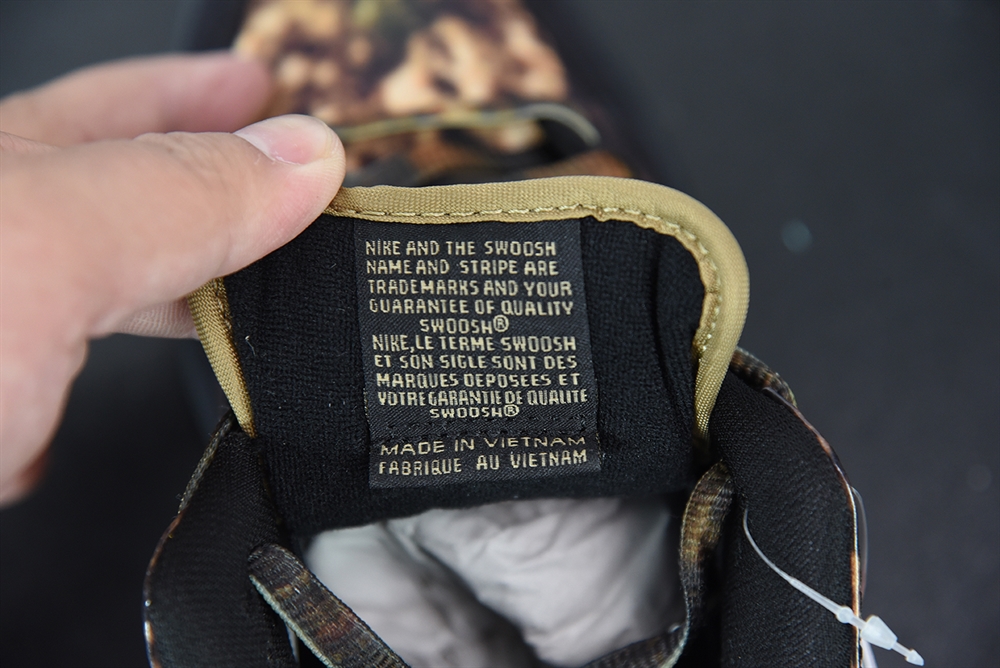 NIKE AND THE SWOOSH
NAME AND STRIPE ARE
TRADEMARKS AND YOUR
GUARANTEE OF QUALITY
SWOOSH®
NIKE, LE TERME SWOOSH
ET SON SIGLE SONT DES
MARQUES DEPOSEES ET
VOTRE GARANTIE DE QUALITE
SWOOSH®
MADE IN VIETNAM
FABRIQUE AU VIETNAM